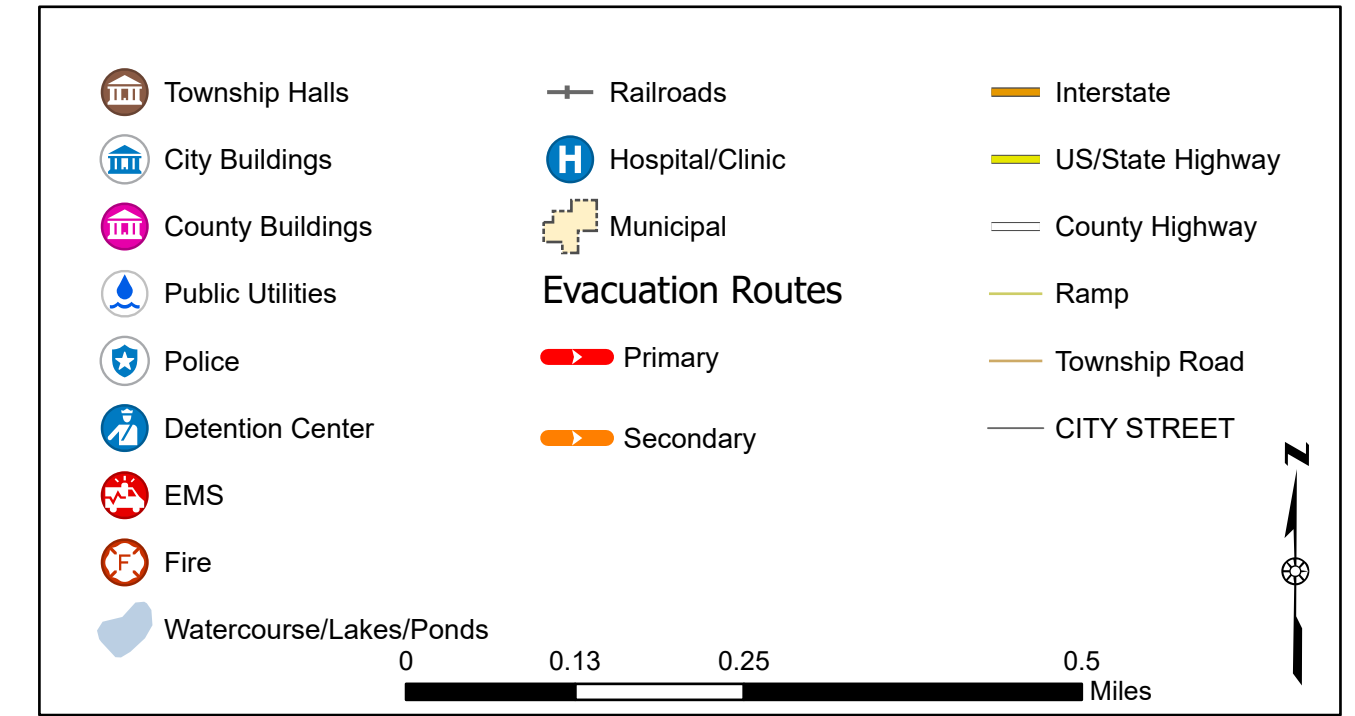 Township Halls
City Buildings
County Buildings
Public Utilities
Police
Detention Center
EMS
F
Fire
Watercourse/Lakes/Ponds
Railroads
H
Hospital/Clinic
Municipal
Evacuation Routes
Primary
Secondary
Interstate
US/State Highway
County Highway
Ramp
Township Road
CITY STREET
N
0 0.13 0.25 0.5
Miles